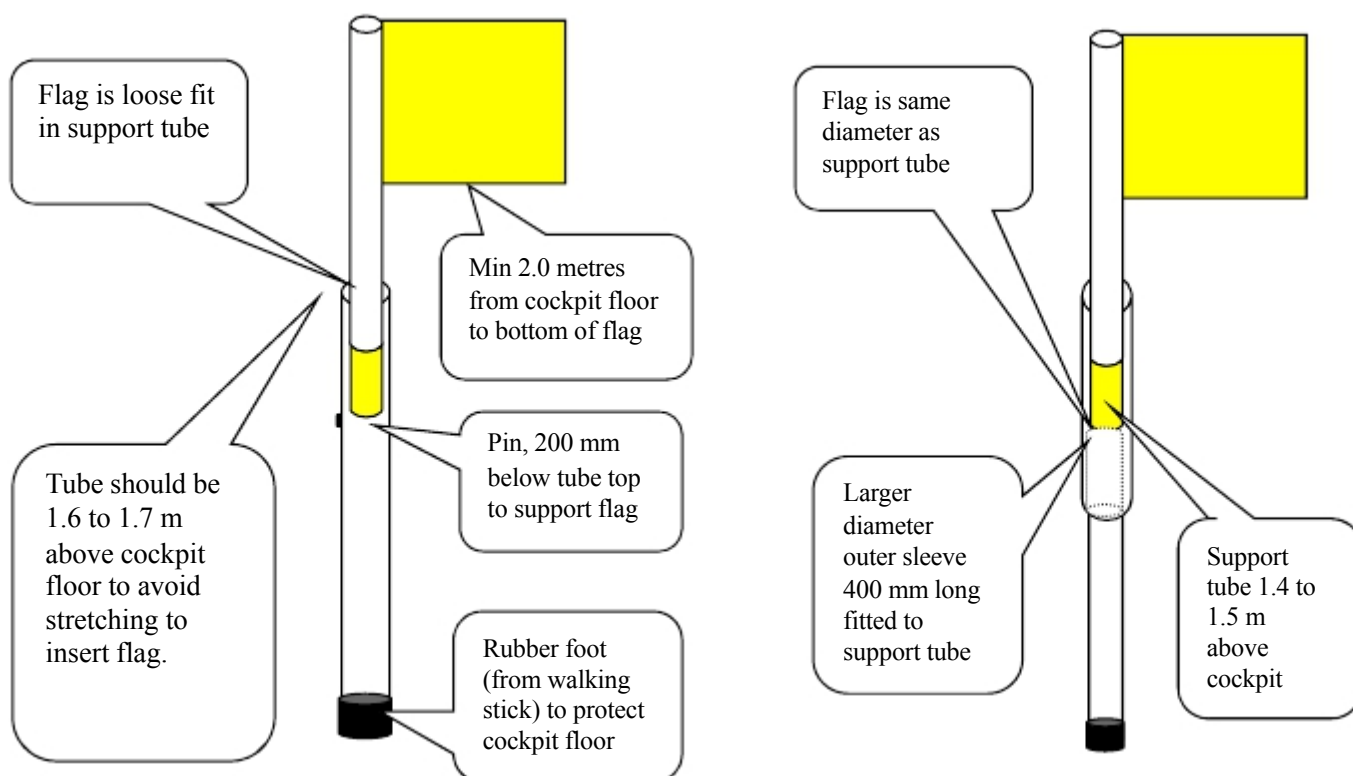 Flag is loose fit
in support tube
Min 2.0 metres
from cockpit floor
to bottom of flag
Pin, 200 mm
below tube top
to support flag
Tube should be
1.6 to 1.7 m
above cockpit
floor to avoid
stretching to
insert flag.
Rubber foot
(from walking
stick) to protect
cockpit floor
Flag is same
diameter as
support tube
Larger
diameter
outer sleeve
400 mm long
fitted to
support tube
Support
tube 1.4 to
1.5 m
above
cockpit